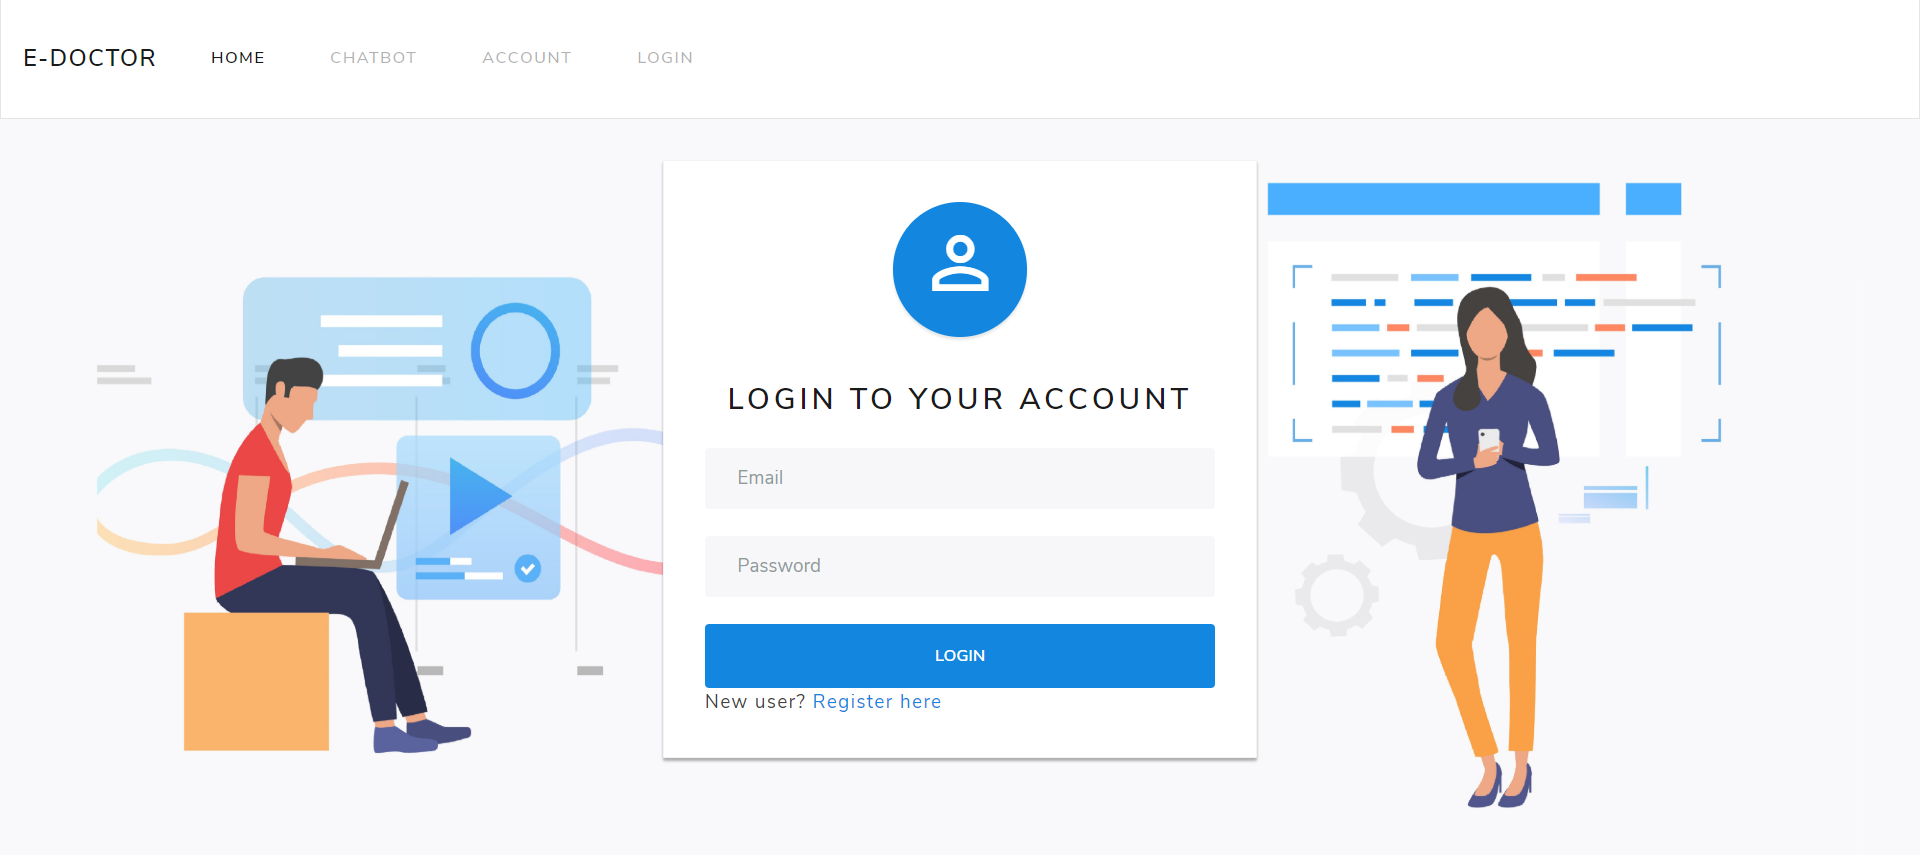 E-DOCTOR HOME CHATBOT ACCOUNT LOGIN
LOGIN TO YOUR ACCOUNT
Email
Password
LOGIN
New user? Register here